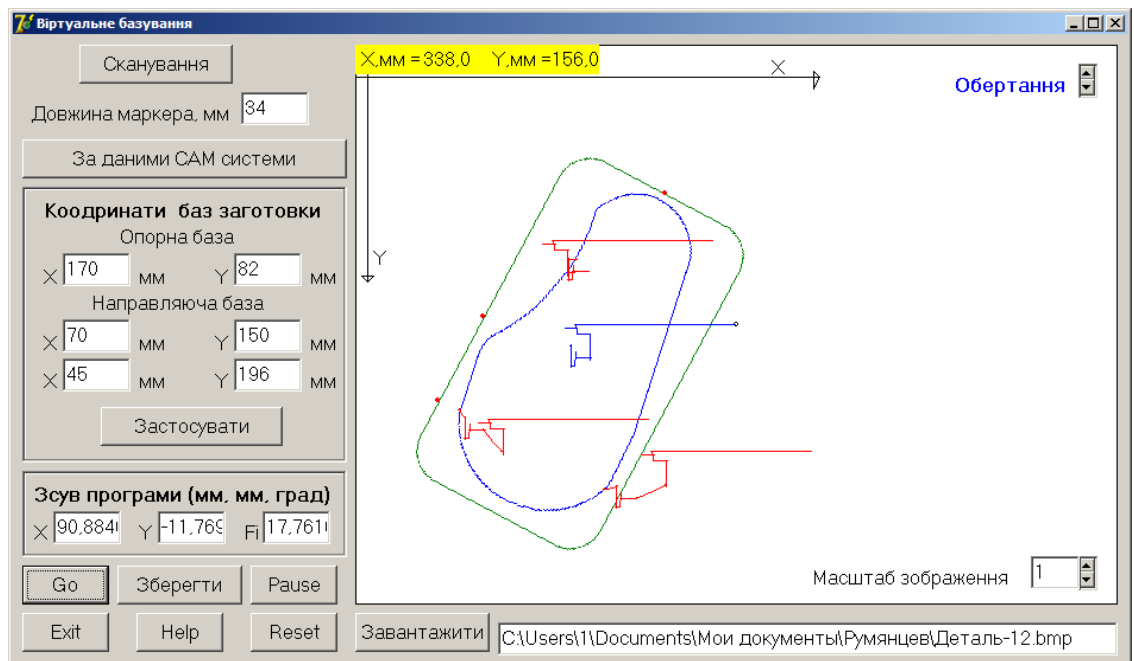 Віртуальне базування
Сканування
Довжина маркера, мм 34
За даними CAM системи
Коодринати баз заготовки
Опорна база
X 170 мм Y 82 мм
Направляюча база
X 70 мм Y 150 мм
X 45 мм Y 196 мм
Застосувати
Зсув програми (мм, мм, град)
X 90,884 Y -11,769 Fi 17,761
Go Зберегти Pause
Exit Help Reset
X,мм =338,0 Y,мм =156,0
X
Обертання
Y
Масштаб зображення 1
Завантажити C:\Users\1\Documents\Мои документы\Румянцев\Деталь-12.bmp